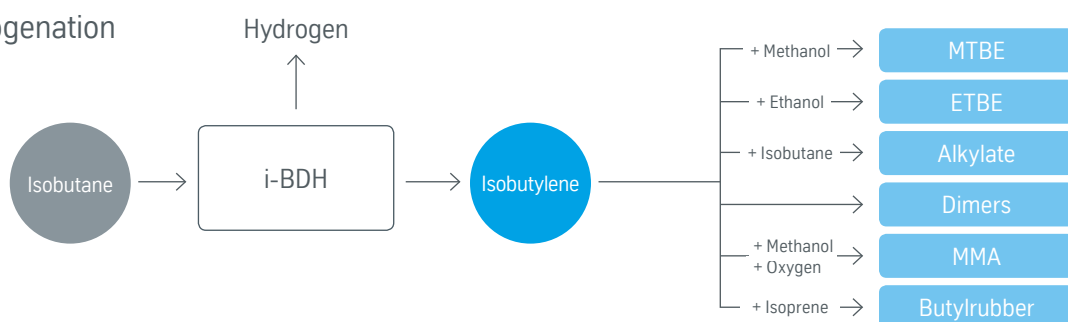 ogenation
Hydrogen
Isobutane
i-BDH
Isobutylene
+ Methanol
MTBE
+ Ethanol
ETBE
+ Isobutane
Alkylate
Dimers
+ Methanol
+ Oxygen
MMA
+ Isoprene
Butylrubber